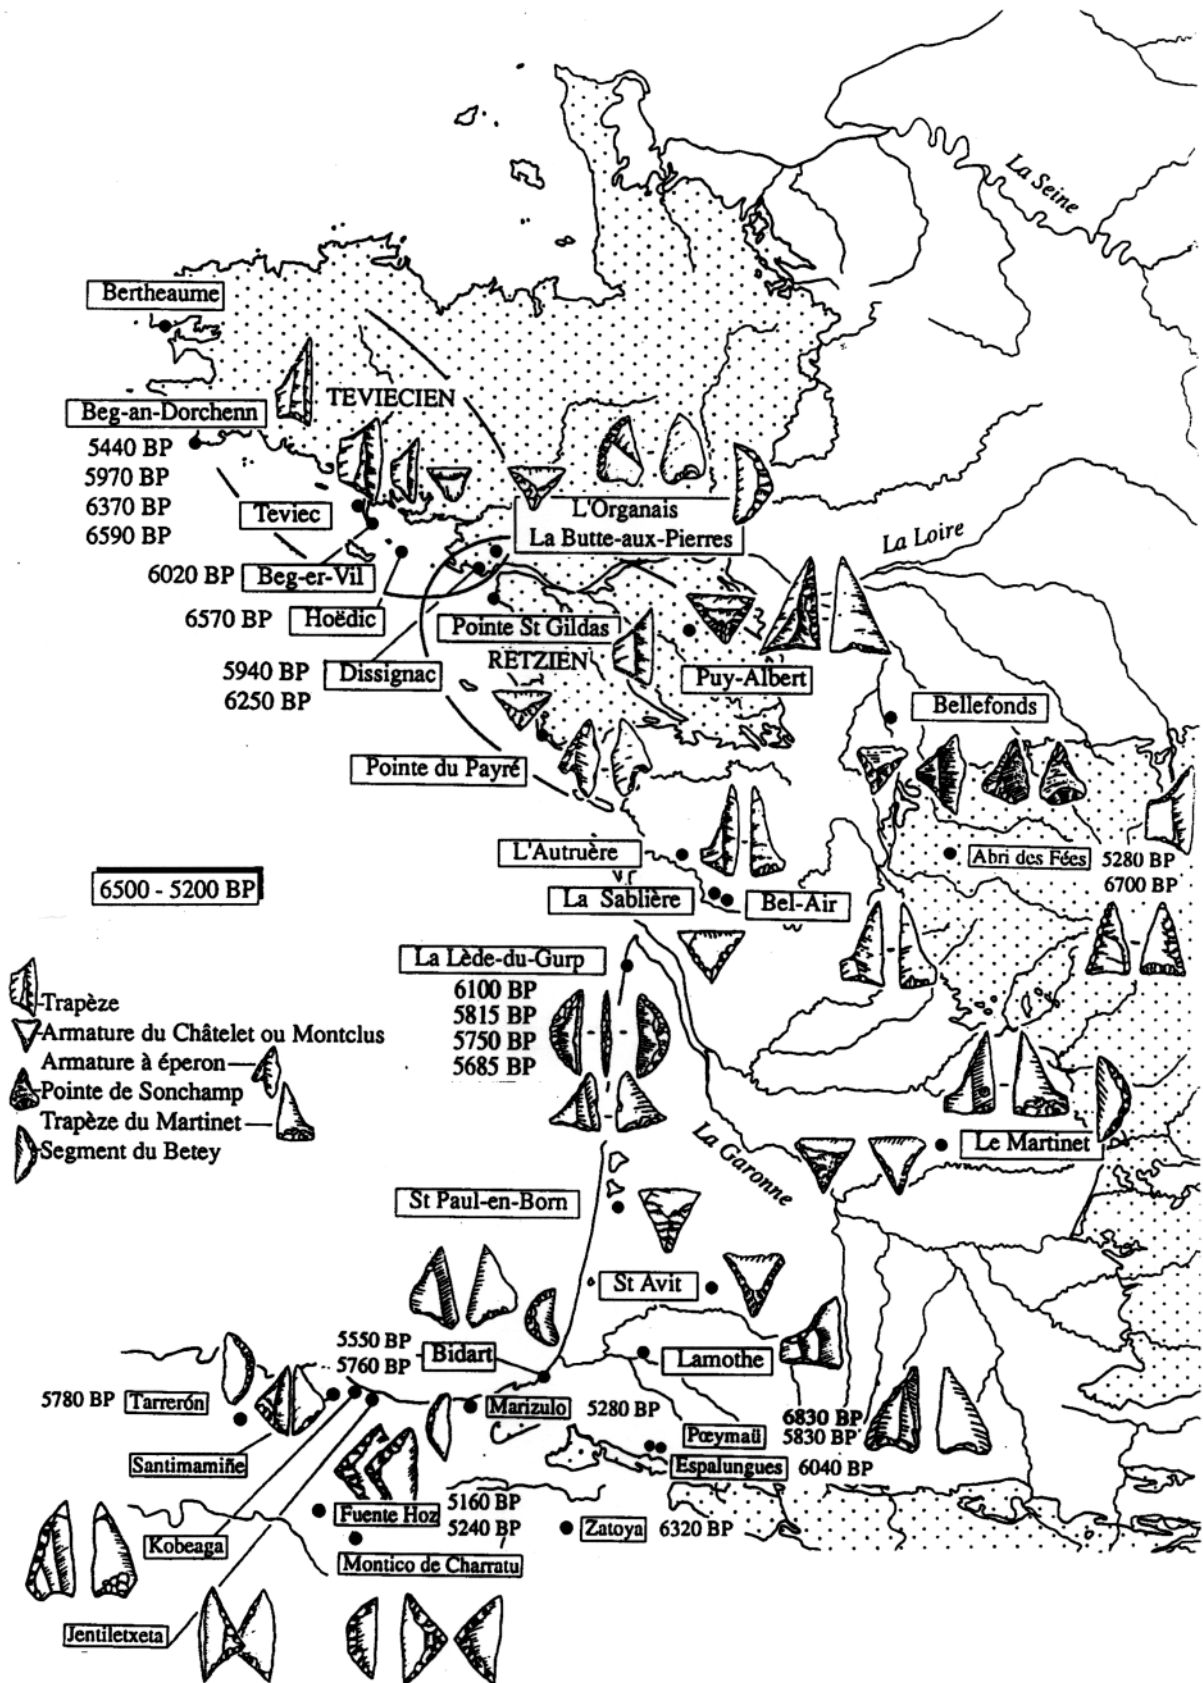 La Seine
Bertheaume
TEVIECIEN
Beg-an-Dorchenn
5440 BP
5970 BP
6370 BP
6590 BP
Teviec
L'Organais
La Butte-aux-Pierres
La Loire
6020 BP
Beg-er-Vil
6570 BP
Hoëdic
Pointe St Gildas
RETZIEN
5940 BP
6250 BP
Dissignac
Puy-Albert
Bellefonds
Pointe du Payré
L'Autruère
Abri des Fées
5280 BP
6700 BP
6500 - 5200 BP
La Sablière
Bel-Air
La Lède-du-Gurp
6100 BP
5815 BP
5750 BP
5685 BP
Trapèze
Armature du Châtelet ou Montclus
Armature à éperon
Pointe de Sonchamp
Trapèze du Martinet
Segment du Betey
La Garonne
Le Martinet
St Paul-en-Born
St Avit
5550 BP
5760 BP
Bidart
Lamothe
5780 BP
Tarrerón
Marizulo
5280 BP
Pœymaü
6830 BP
5830 BP
Santimamiñe
Espalungues
6040 BP
Fuente Hoz
5160 BP
5240 BP
Zatoya
6320 BP
Kobeaga
Montico de Charratu
Jentiletxeta